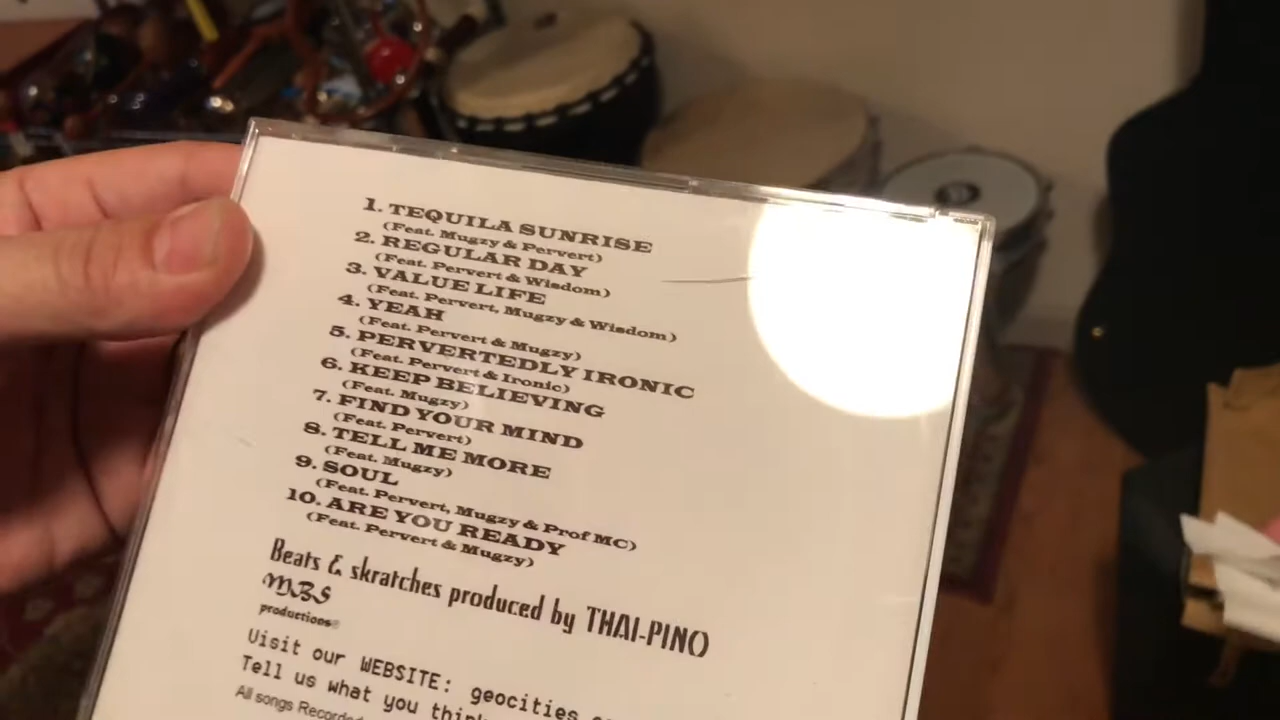 1. TEQUILA SUNRISE
(Feat. Mugzy & Pervert)
2. REGULAR DAY
(Feat. Pervert & Wisdom)
3. VALUE LIFE
(Feat. Pervert, Mugzy & Wisdom)
4. YEAH
(Feat. Pervert & Mugzy)
5. PERVERTEDLY IRONIC
(Feat. Pervert & Ironic)
6. KEEP BELIEVING
(Feat. Mugzy)
7. FIND YOUR MIND
(Feat. Pervert)
8. TELL ME MORE
(Feat. Mugzy)
9. SOUL
(Feat. Pervert, Mugzy & Prof MC)
10. ARE YOU READY
(Feat. Pervert & Mugzy)
Beats & skratches produced by THAI-PINO
MBS
productions
Visit our WEBSITE: geocities
Tell us what you think
All songs Recorded